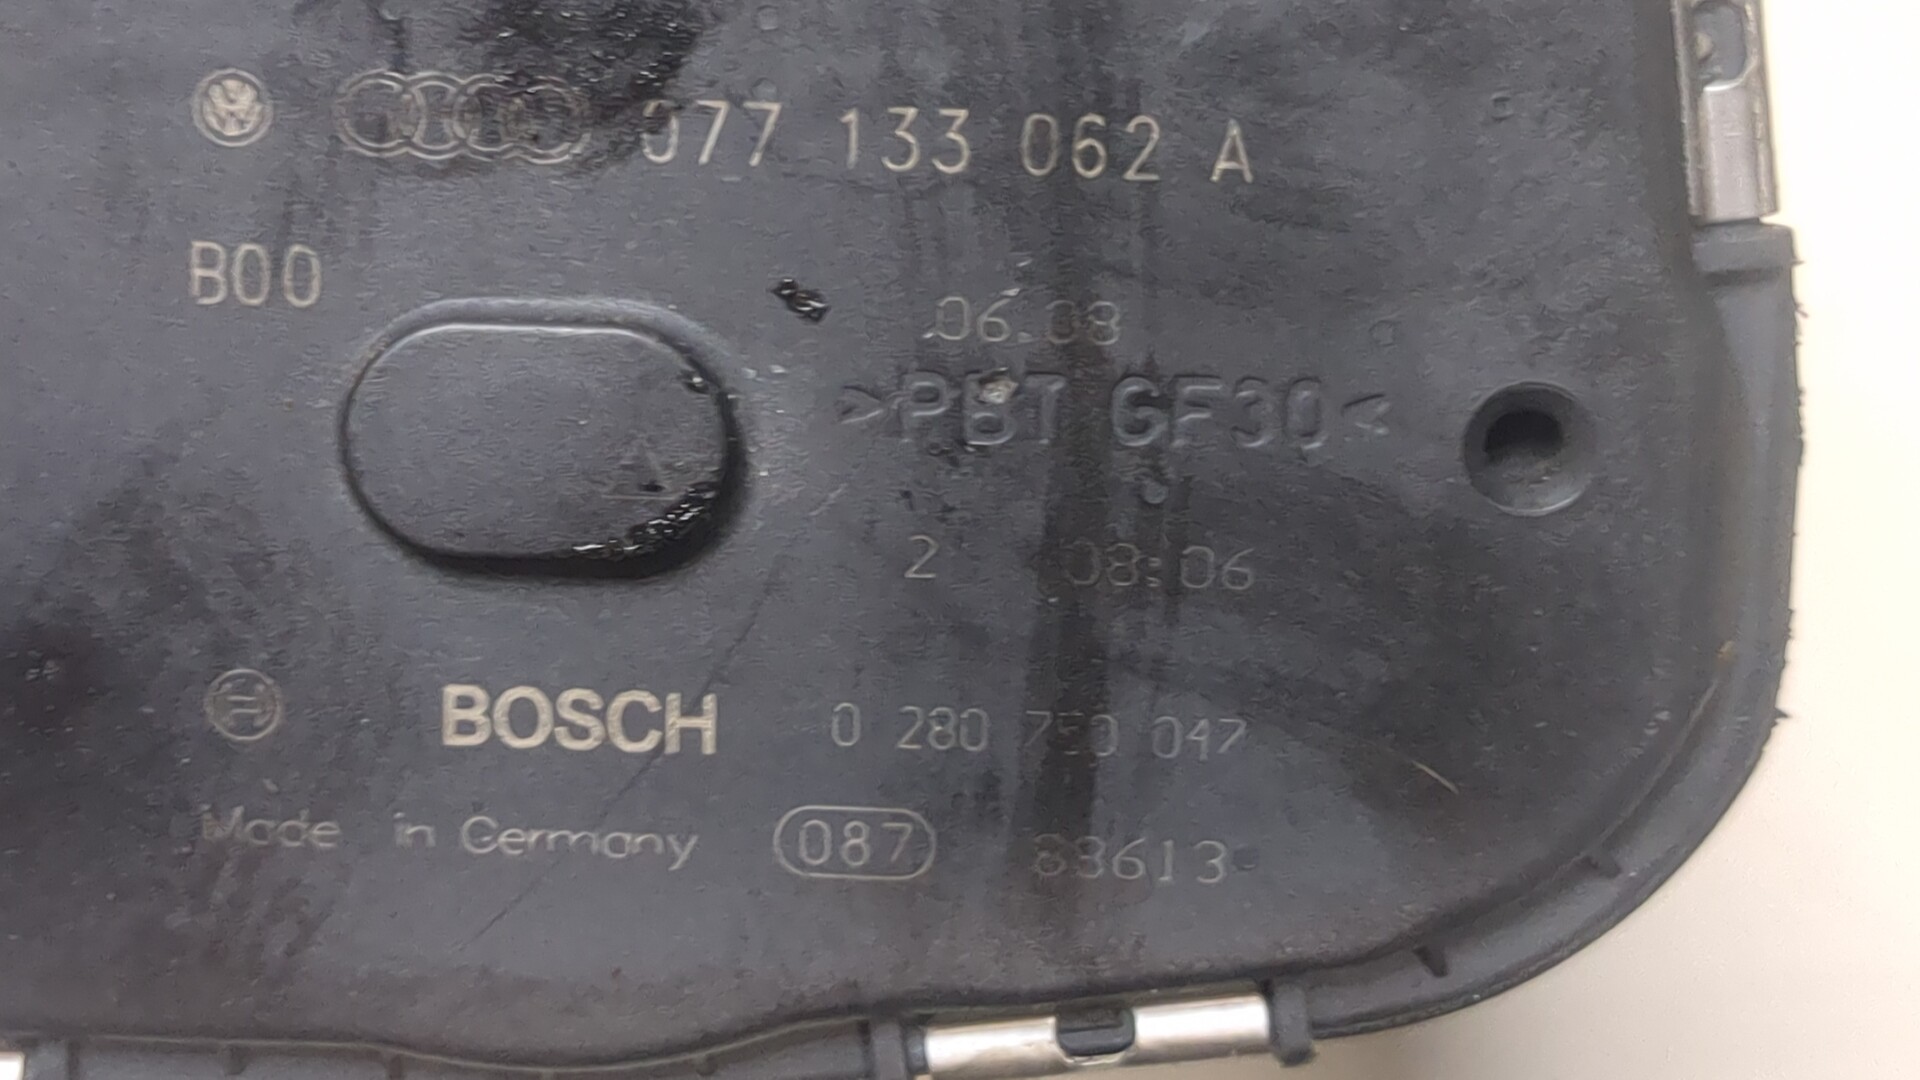 077 133 062 A
B00
06.08
>PBT GF30<
2 08:06
BOSCH 0 280 750 047
Made in Germany 087 88613